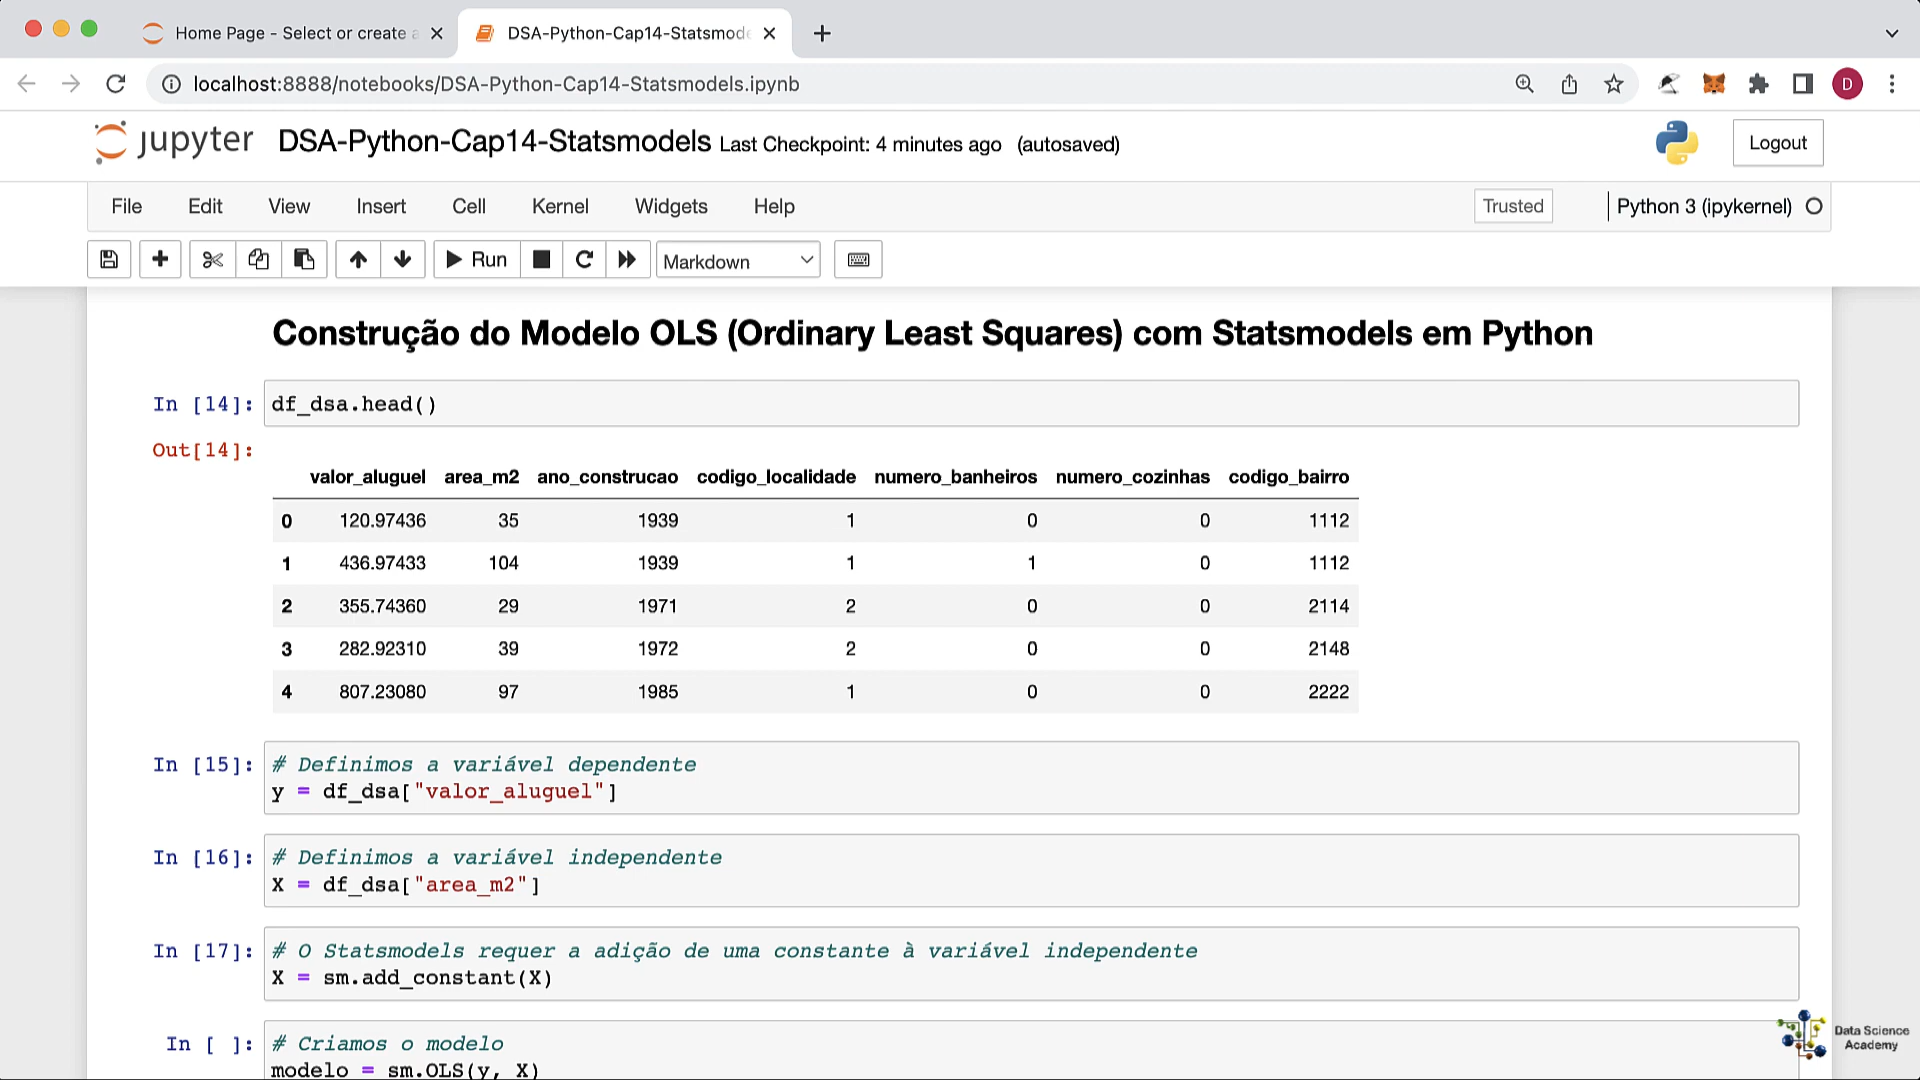 Home Page - Select or create a
DSA-Python-Cap14-Statsmode
localhost:8888/notebooks/DSA-Python-Cap14-Statsmodels.ipynb
D
jupyter DSA-Python-Cap14-Statsmodels Last Checkpoint: 4 minutes ago (autosaved)
Logout
File Edit View Insert Cell Kernel Widgets Help
Trusted
Python 3 (ipykernel)
Run
Markdown
Construção do Modelo OLS (Ordinary Least Squares) com Statsmodels em Python
In [14]: df_dsa.head()
Out[14]:
valor_aluguel area_m2 ano_construcao codigo_localidade numero_banheiros numero_cozinhas codigo_bairro
0 120.97436 35 1939 1 0 0 1112
1 436.97433 104 1939 1 1 0 1112
2 355.74360 29 1971 2 0 0 2114
3 282.92310 39 1972 2 0 0 2148
4 807.23080 97 1985 1 0 0 2222
In [15]: # Definimos a variável dependente
y = df_dsa["valor_aluguel"]
In [16]: # Definimos a variável independente
X = df_dsa["area_m2"]
In [17]: # O Statsmodels requer a adição de uma constante à variável independente
X = sm.add_constant(X)
In [ ]: # Criamos o modelo
modelo = sm.OLS(y, X)
Data Science
Academy